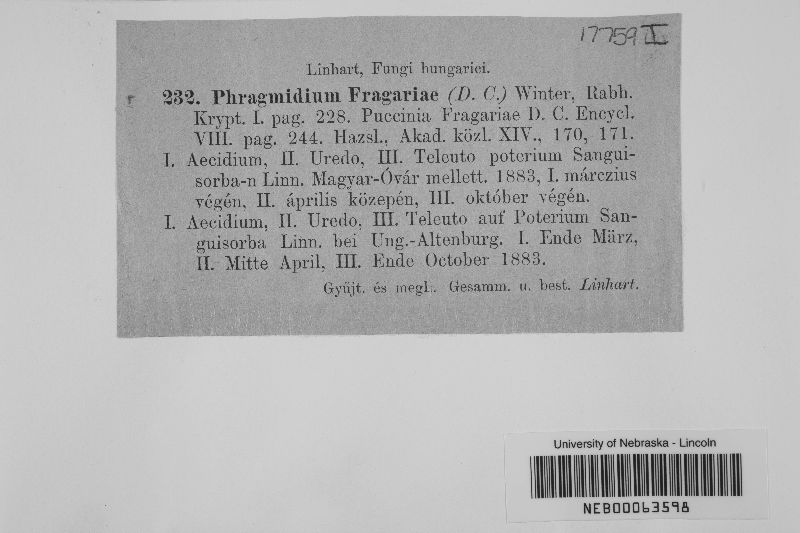 17759 I
Linhart, Fungi hungarici.
232. Phragmidium Fragariae (D. C.) Winter, Rabh.
Krypt. I. pag. 228. Puccinia Fragariae D. C. Encycl.
VIII. pag. 244. Hazsl., Akad. közl. XIV., 170, 171.
I. Aecidium, II. Uredo, III. Teleuto poterium Sangui-
sorba-n Linn. Magyar-Óvár mellett. 1883, I. márczius
végén, II. április közepén, III. október végén.
I. Aecidium, II. Uredo, III. Teleuto auf Poterium San-
guisorba Linn. bei Ung.-Altenburg. I. Ende März,
II. Mitte April, III. Ende October 1883.
Gyűjt. és megh. Gesamm. u. best. Linhart.
University of Nebraska - Lincoln
NEB00063598